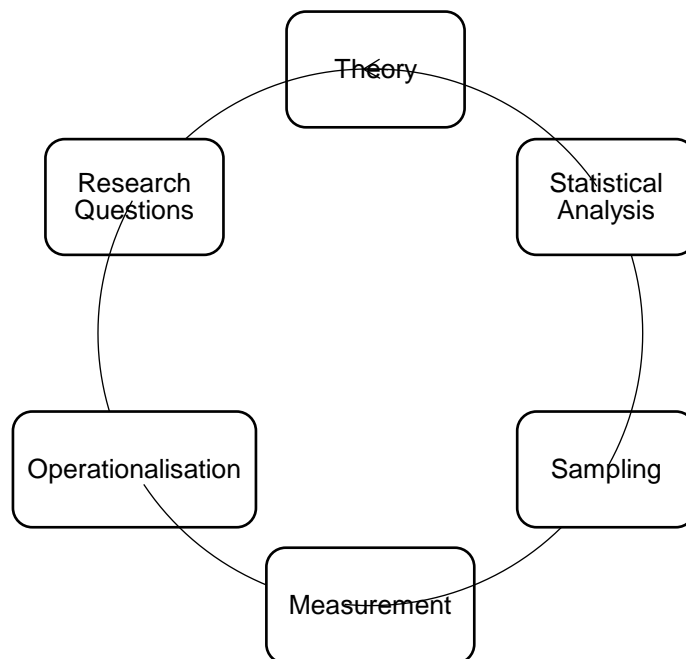 Theory
Research
Questions
Statistical
Analysis
Operationalisation
Sampling
Measurement